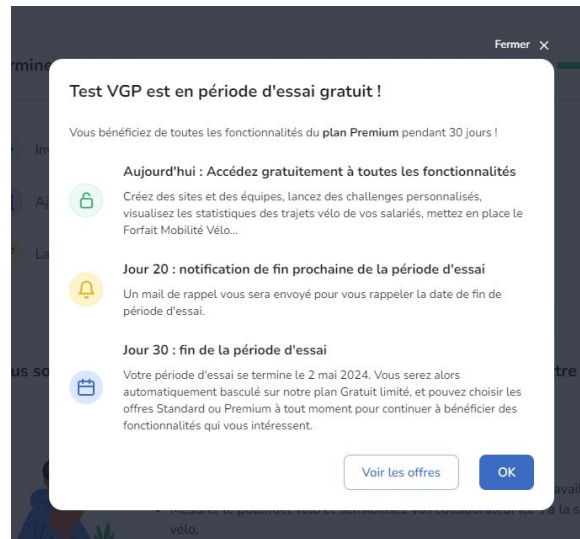 Fermer ×
Test VGP est en période d'essai gratuit !
Vous bénéficiez de toutes les fonctionnalités du plan Premium pendant 30 jours !
Aujourd'hui : Accédez gratuitement à toutes les fonctionnalités
Créez des sites et des équipes, lancez des challenges personnalisés,
visualisez les statistiques des trajets vélo de vos salariés, mettez en place le
Forfait Mobilité Vélo...
Jour 20 : notification de fin prochaine de la période d'essai
Un mail de rappel vous sera envoyé pour vous rappeler la date de fin de
période d'essai.
Jour 30 : fin de la période d'essai
Votre période d'essai se termine le 2 mai 2024. Vous serez alors
automatiquement basculé sur notre plan Gratuit limité, et pouvez choisir les
offres Standard ou Premium à tout moment pour continuer à bénéficier des
fonctionnalités qui vous intéressent.
Voir les offres
OK
vélo.